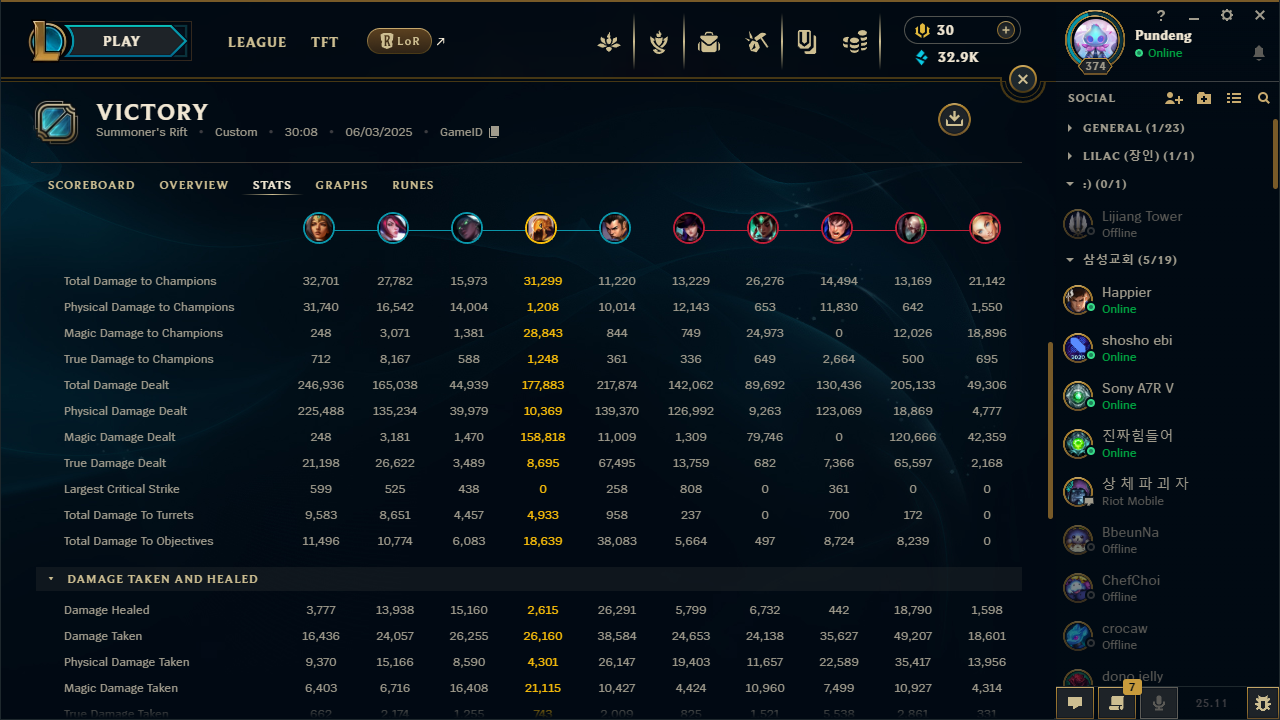 PLAY
LEAGUE
TFT
LoR
30
32.9K
?
Pundeng
Online
374
VICTORY
Summoner's Rift • Custom • 30:08 • 06/03/2025 • GameID
SCOREBOARD OVERVIEW STATS GRAPHS RUNES
Total Damage to Champions 32,701 27,782 15,973 31,299 11,220 13,229 26,276 14,494 13,169 21,142
Physical Damage to Champions 31,740 16,542 14,004 1,208 10,014 12,143 653 11,830 642 1,550
Magic Damage to Champions 248 3,071 1,381 28,843 844 749 24,973 0 12,026 18,896
True Damage to Champions 712 8,167 588 1,248 361 336 649 2,664 500 695
Total Damage Dealt 246,936 165,038 44,939 177,883 217,874 142,062 89,692 130,436 205,133 49,306
Physical Damage Dealt 225,488 135,234 39,979 10,369 139,370 126,992 9,263 123,069 18,869 4,777
Magic Damage Dealt 248 3,181 1,470 158,818 11,009 1,309 79,746 0 120,666 42,359
True Damage Dealt 21,198 26,622 3,489 8,695 67,495 13,759 682 7,366 65,597 2,168
Largest Critical Strike 599 525 438 0 258 808 0 361 0 0
Total Damage To Turrets 9,583 8,651 4,457 4,933 958 237 0 700 172 0
Total Damage To Objectives 11,496 10,774 6,083 18,639 38,083 5,664 497 8,724 8,239 0
DAMAGE TAKEN AND HEALED
Damage Healed 3,777 13,938 15,160 2,615 26,291 5,799 6,732 442 18,790 1,598
Damage Taken 16,436 24,057 26,255 26,160 38,584 24,653 24,138 35,627 49,207 18,601
Physical Damage Taken 9,370 15,166 8,590 4,301 26,147 19,403 11,657 22,589 35,417 13,956
Magic Damage Taken 6,403 6,716 16,408 21,115 10,427 4,424 10,960 7,499 10,927 4,314
True Damage Taken 662 2,174 1,255 743 2,009 825 1,521 5,538 2,861 331
SOCIAL
GENERAL (1/23)
LILAC (장인) (1/1)
:) (0/1)
Lijiang Tower
Offline
삼성교회 (5/19)
Happier
Online
shosho ebi
Online
2020
Sony A7R V
Online
진짜힘들어
Online
상 체 파 괴 자
Riot Mobile
BbeunNa
Offline
ChefChoi
Offline
crocaw
Offline
dono jelly
7
25.11